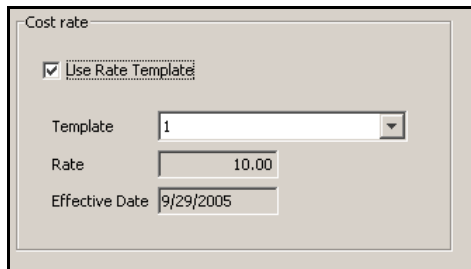 Cost rate
Use Rate Template
Template 1
Rate 10.00
Effective Date 9/29/2005